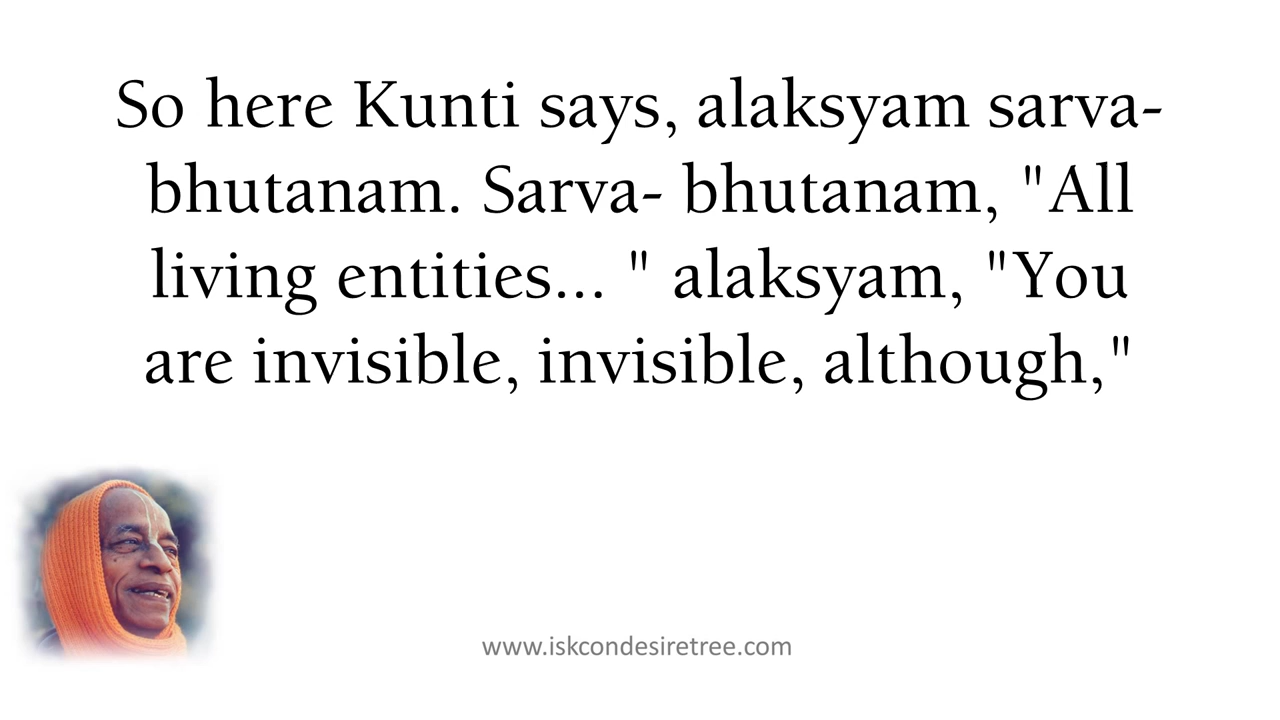 So here Kunti says, alaksyam sarva-
bhutanam. Sarva- bhutanam, "All
living entities... " alaksyam, "You
are invisible, invisible, although,"
www.iskcondesiretree.com